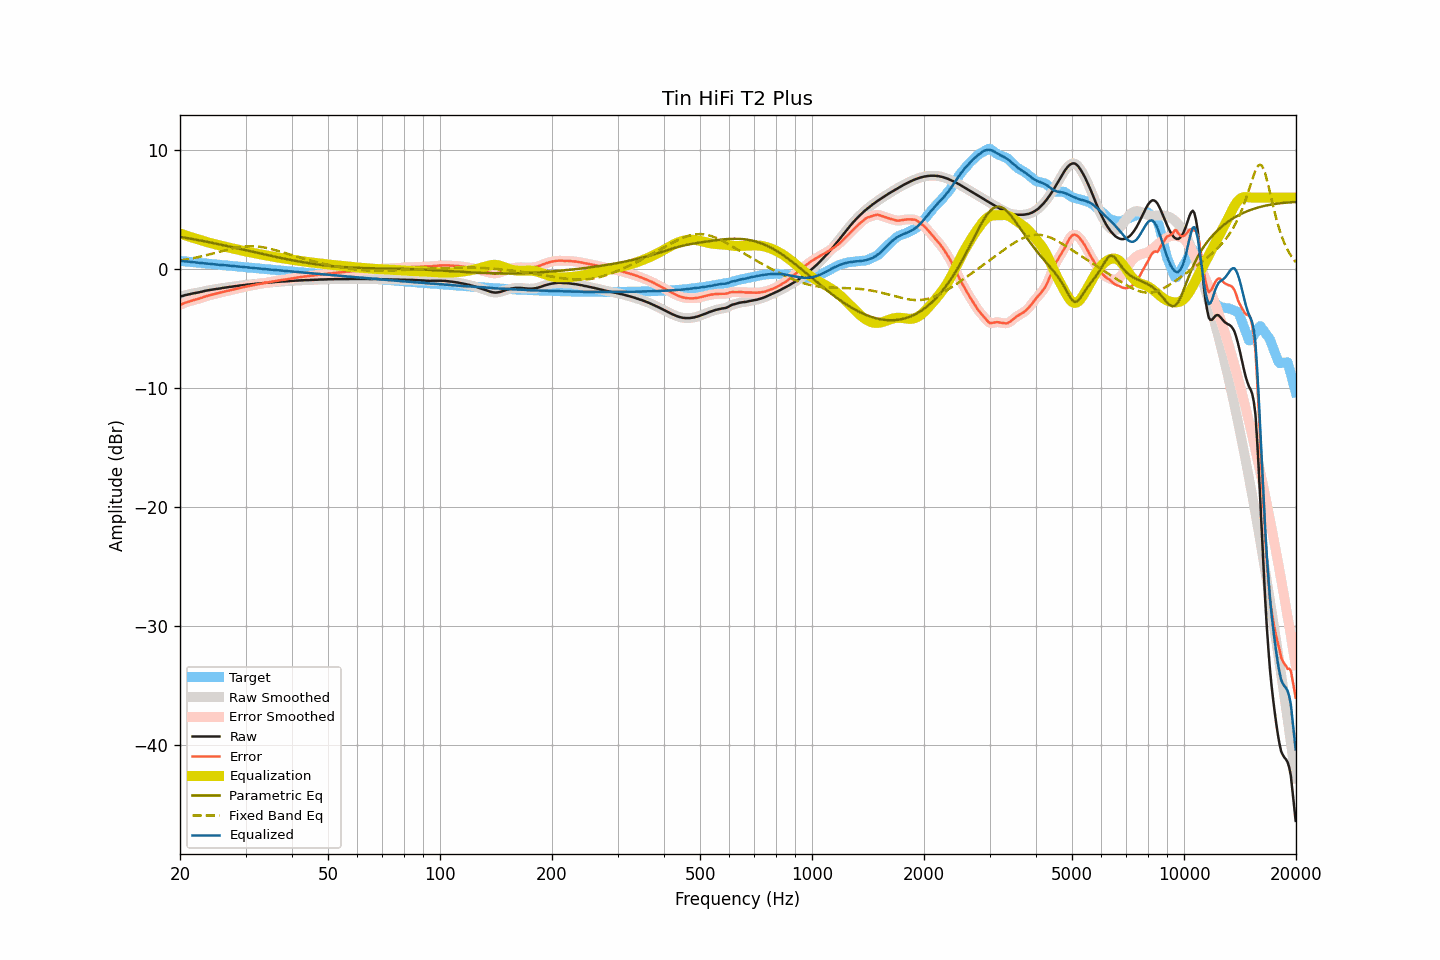 Tin HiFi T2 Plus
10
0
−10
−20
−30
−40
Amplitude (dBr)
Target
Raw Smoothed
Error Smoothed
Raw
Error
Equalization
Parametric Eq
Fixed Band Eq
Equalized
20 50 100 200 500 1000 2000 5000 10000 20000
Frequency (Hz)